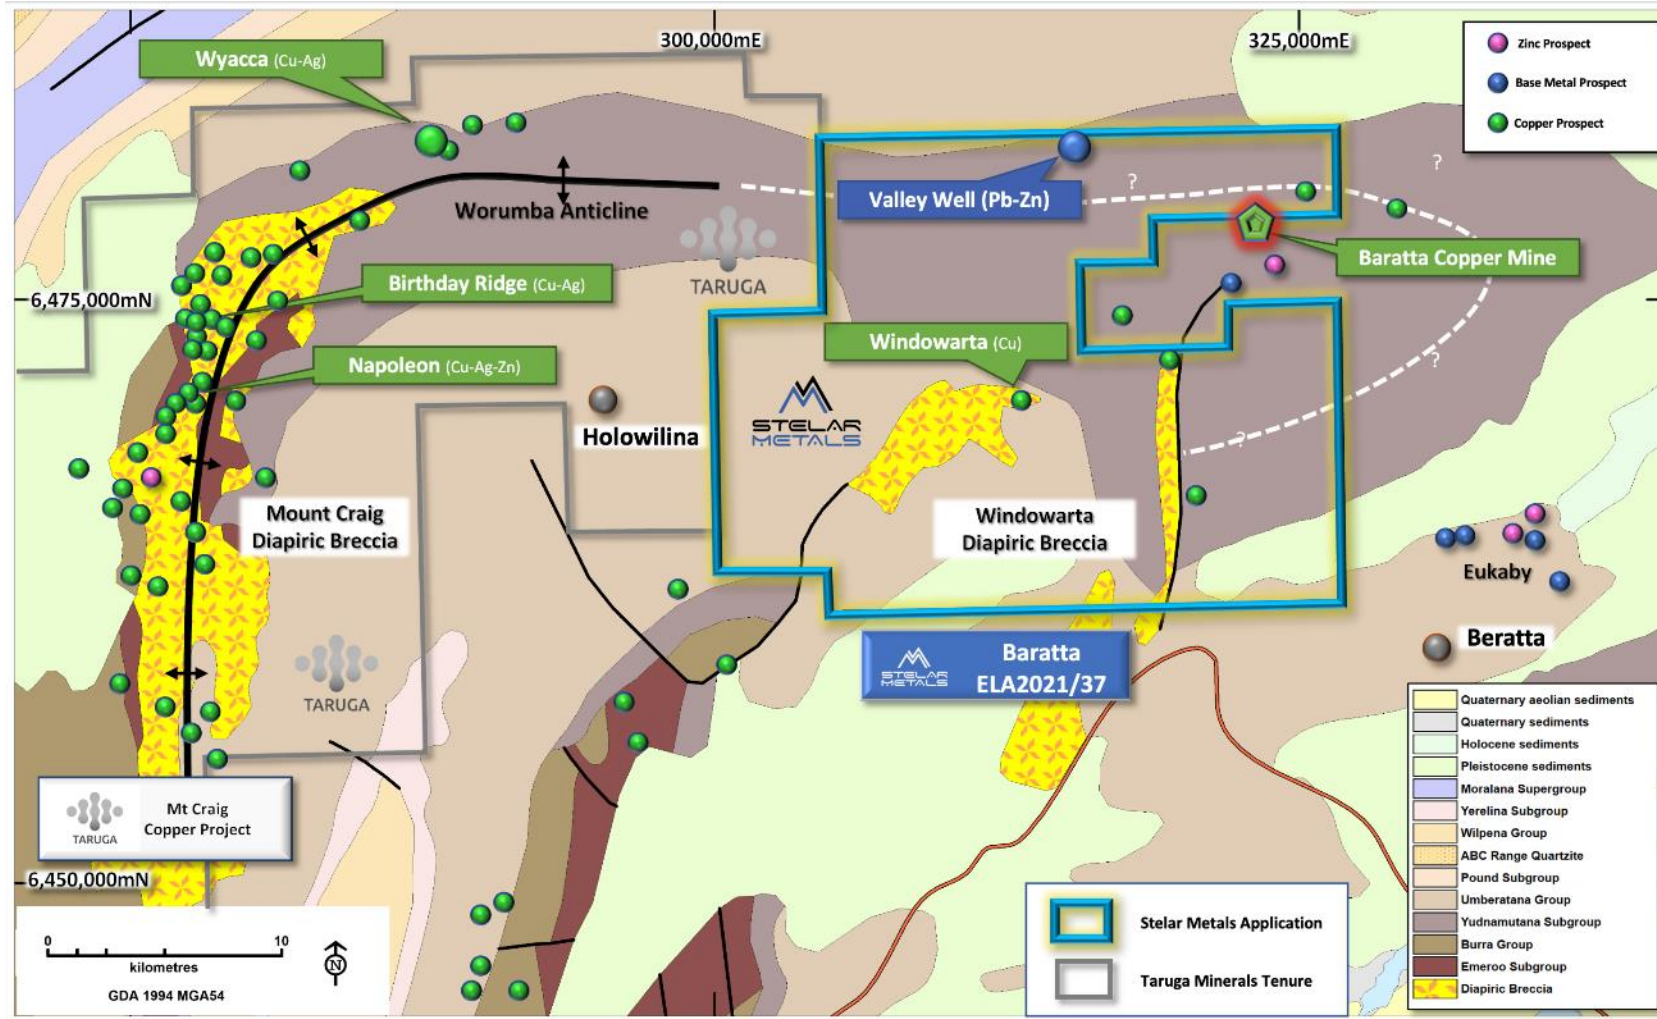 300,000mE
325,000mE
Zinc Prospect
Base Metal Prospect
Copper Prospect
Wyacca (Cu-Ag)
?
?
Valley Well (Pb-Zn)
Worumba Anticline
Baratta Copper Mine
TARUGA
Birthday Ridge (Cu-Ag)
6,475,000mN
Windowarta (Cu)
Napoleon (Cu-Ag-Zn)
?
STELAR
METALS
Holowilina
?
Mount Craig
Diapiric Breccia
Windowarta
Diapiric Breccia
Eukaby
Beratta
Baratta
ELA2021/37
STELAR
METALS
TARUGA
Mt Craig
Copper Project
TARUGA
6,450,000mN
0 10
kilometres
GDA 1994 MGA54
N
Stelar Metals Application
Taruga Minerals Tenure
Quaternary aeolian sediments
Quaternary sediments
Holocene sediments
Pleistocene sediments
Moralana Supergroup
Yerelina Subgroup
Wilpena Group
ABC Range Quartzite
Pound Subgroup
Umberatana Group
Yudnamutana Subgroup
Burra Group
Emeroo Subgroup
Diapiric Breccia